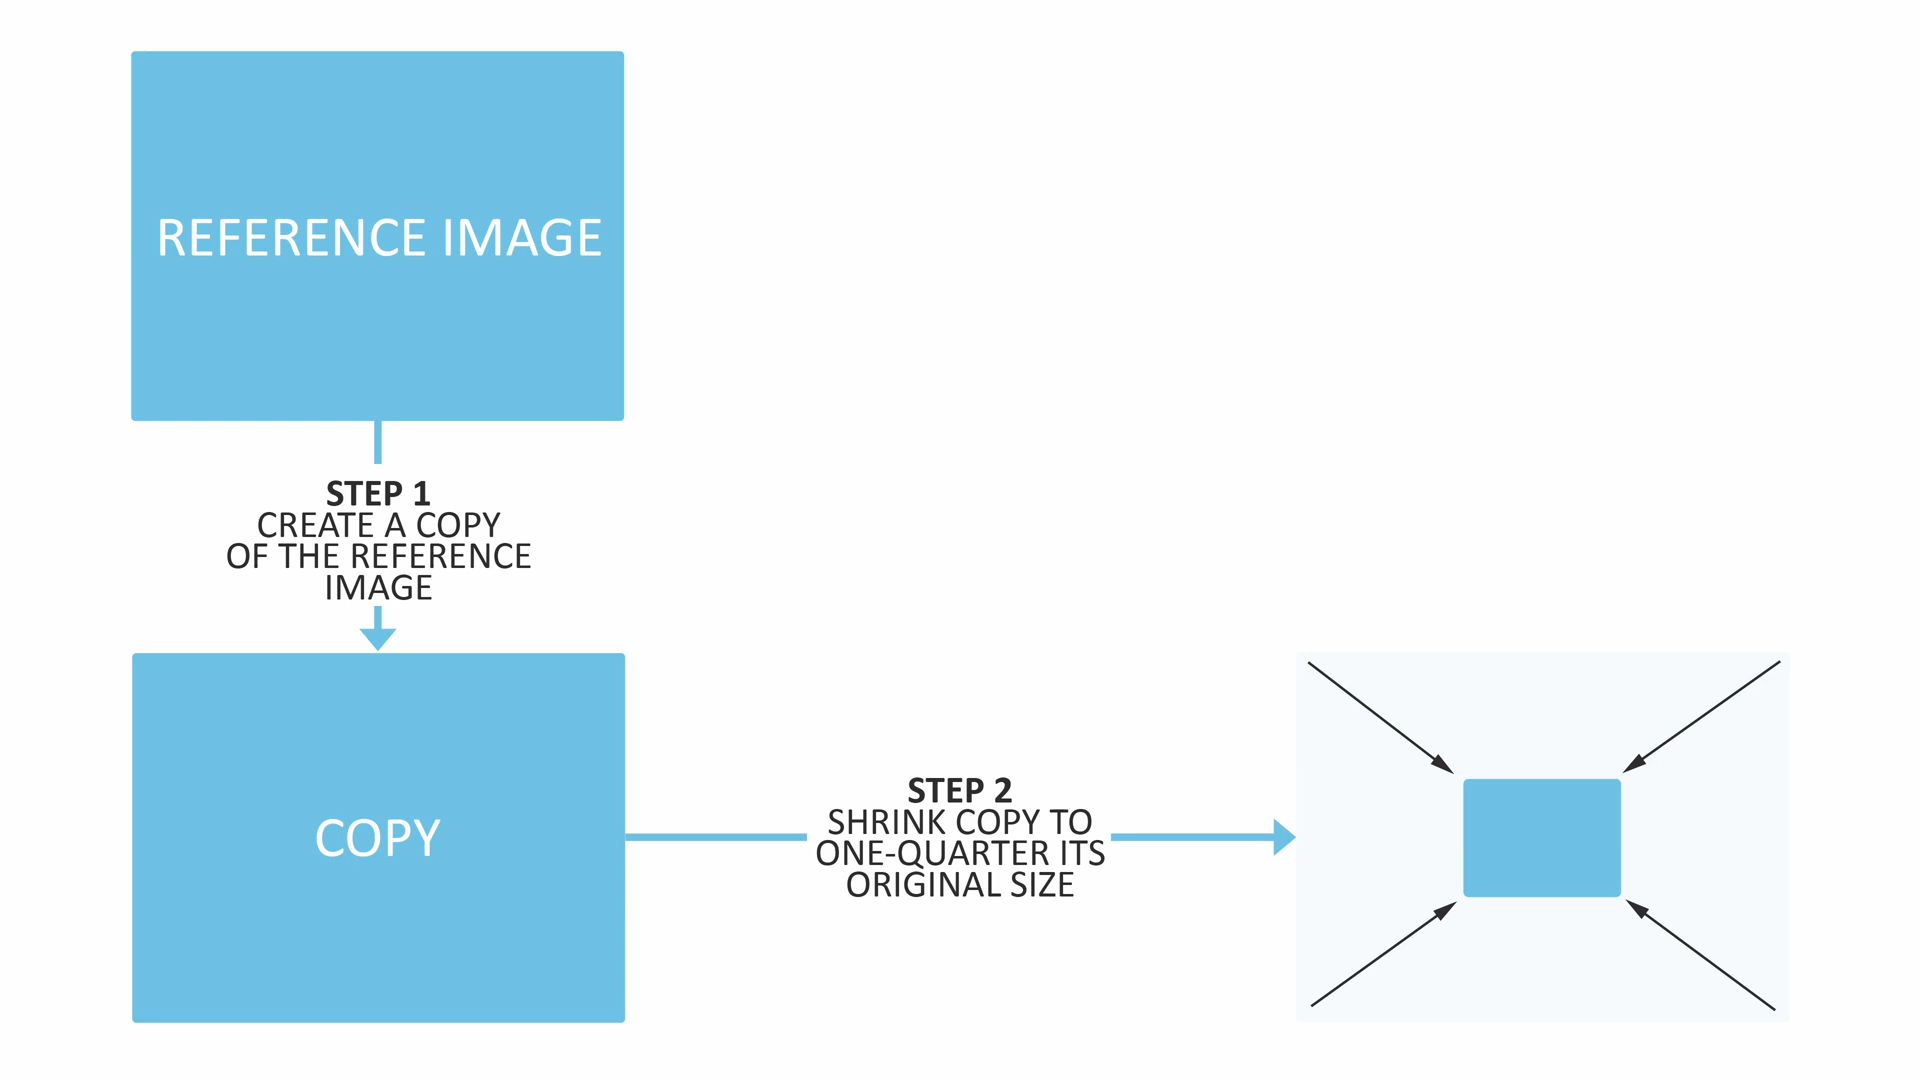 REFERENCE IMAGE
STEP 1
CREATE A COPY
OF THE REFERENCE
IMAGE
COPY
STEP 2
SHRINK COPY TO
ONE-QUARTER ITS
ORIGINAL SIZE